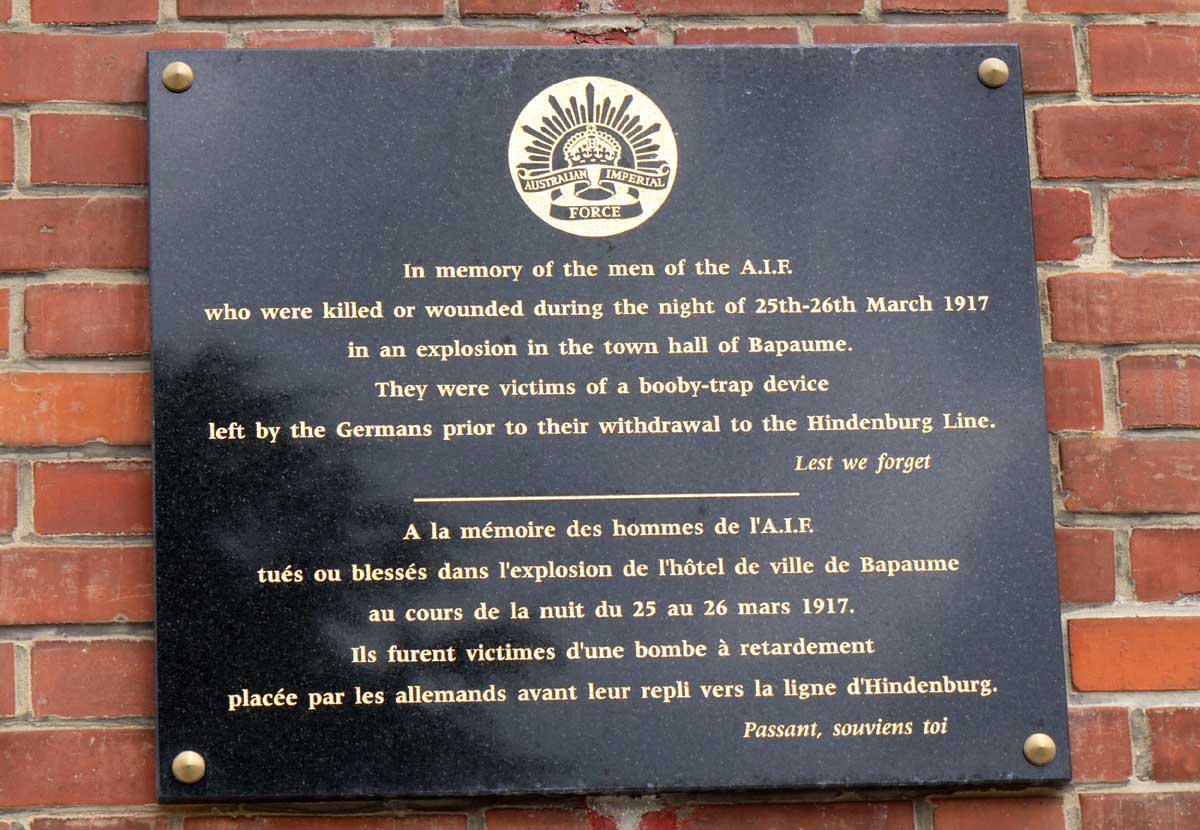 AUSTRALIAN IMPERIAL
FORCE
In memory of the men of the A.I.F.
who were killed or wounded during the night of 25th-26th March 1917
in an explosion in the town hall of Bapaume.
They were victims of a booby-trap device
left by the Germans prior to their withdrawal to the Hindenburg Line.
Lest we forget
A la mémoire des hommes de l'A.I.F.
tués ou blessés dans l'explosion de l'hôtel de ville de Bapaume
au cours de la nuit du 25 au 26 mars 1917.
Ils furent victimes d'une bombe à retardement
placée par les allemands avant leur repli vers la ligne d'Hindenburg.
Passant, souviens toi